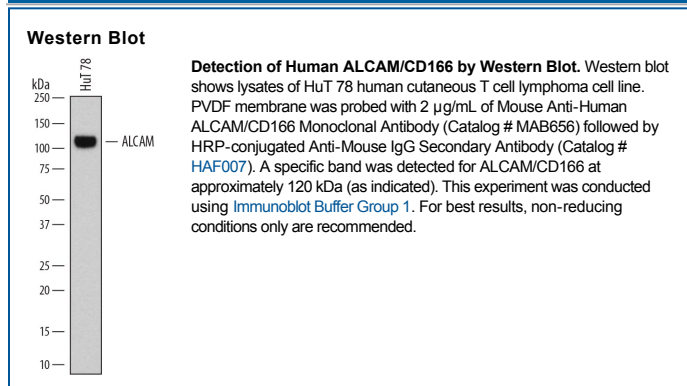 Western Blot
HuT 78
kDa
250
150
100
75
50
37
25
20
15
10
ALCAM
Detection of Human ALCAM/CD166 by Western Blot. Western blot
shows lysates of HuT 78 human cutaneous T cell lymphoma cell line.
PVDF membrane was probed with 2 µg/mL of Mouse Anti-Human
ALCAM/CD166 Monoclonal Antibody (Catalog # MAB656) followed by
HRP-conjugated Anti-Mouse IgG Secondary Antibody (Catalog #
HAF007). A specific band was detected for ALCAM/CD166 at
approximately 120 kDa (as indicated). This experiment was conducted
using Immunoblot Buffer Group 1. For best results, non-reducing
conditions only are recommended.